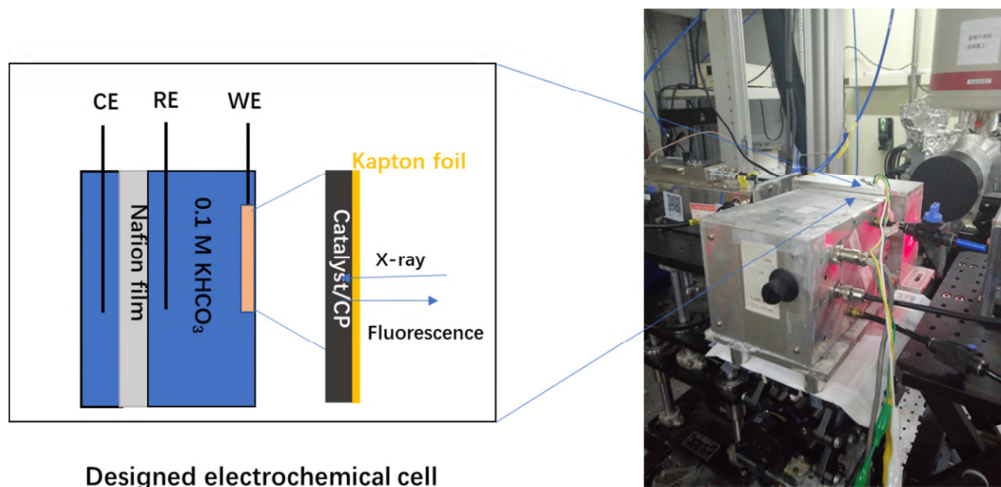 CE
RE
WE
Kapton foil
Nafion film
0.1 M KHCO₃
Catalyst/CP
X-ray
Fluorescence
Designed electrochemical cell